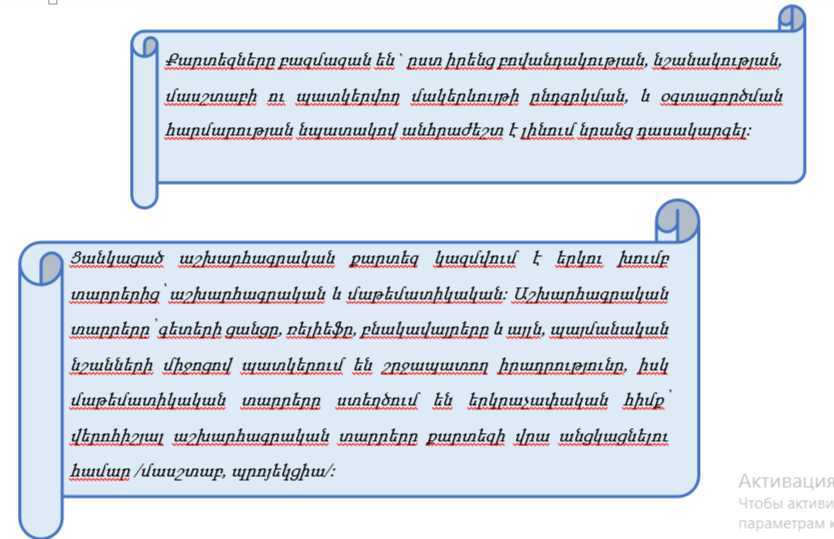 Քարտեզները բազմազան են՝ ըստ իրենց բովանդակության, նշանակության,
մասշտաբի ու պատկերվող մակերևույթի ընդգրկման, և օգտագործման
հարմարության նպատակով անհրաժեշտ է լինում նրանց դասակարգել:
Ցանկացած աշխարհագրական քարտեզ կազմվում է երկու խումբ
տարրերից՝ աշխարհագրական և մաթեմատիկական: Աշխարհագրական
տարրերը՝ գետերի ցանցը, ռելիեֆը, բնակավայրերը և այլն, պայմանական
նշանների միջոցով պատկերում են շրջապատող իրադրությունը, իսկ
մաթեմատիկական տարրերը ստեղծում են երկրաչափական հիմք՝
վերոհիշյալ աշխարհագրական տարրերը քարտեզի վրա անցկացնելու
համար /մասշտաբ, պրոյեկցիա/:
Активация
Чтобы активи
параметрам к